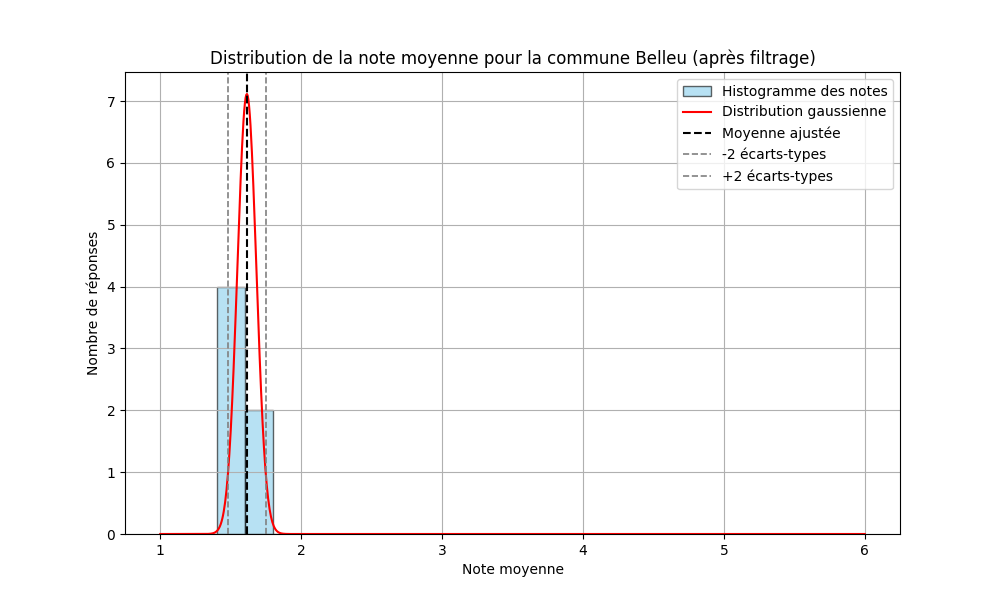 Distribution de la note moyenne pour la commune Belleu (après filtrage)
Histogramme des notes
Distribution gaussienne
Moyenne ajustée
-2 écarts-types
+2 écarts-types
Nombre de réponses
7
6
5
4
3
2
1
0
1 2 3 4 5 6
Note moyenne